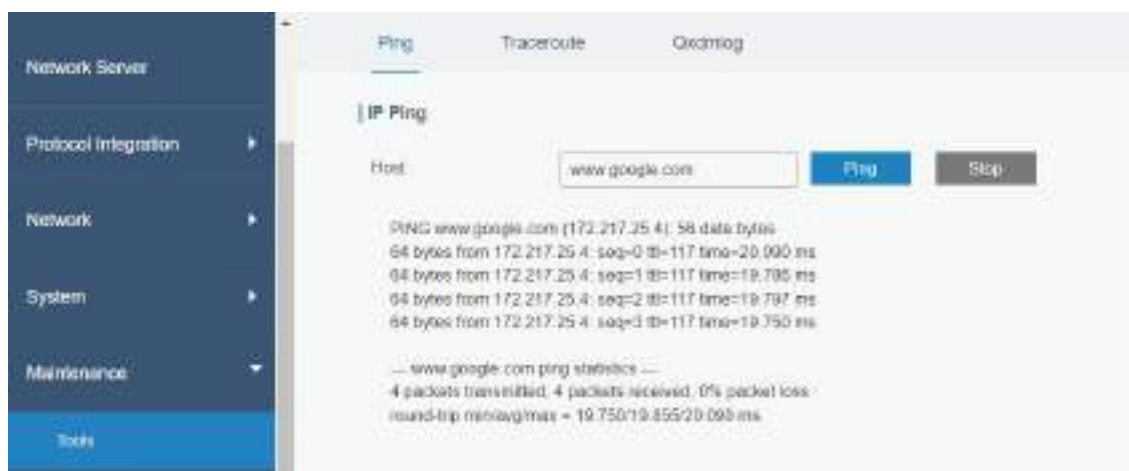 Ping Traceroute Qxdmlog
Network Server
IP Ping
Protocol Integration
Host www.google.com Ping Stop
Network
PING www.google.com (172.217.25.4): 56 data bytes
64 bytes from 172.217.25.4: seq=0 ttl=117 time=20.090 ms
64 bytes from 172.217.25.4: seq=1 ttl=117 time=19.786 ms
64 bytes from 172.217.25.4: seq=2 ttl=117 time=19.797 ms
64 bytes from 172.217.25.4: seq=3 ttl=117 time=19.750 ms
System
Maintenance
--- www.google.com ping statistics ---
4 packets transmitted, 4 packets received, 0% packet loss
round-trip min/avg/max = 19.750/19.855/20.090 ms
Tools